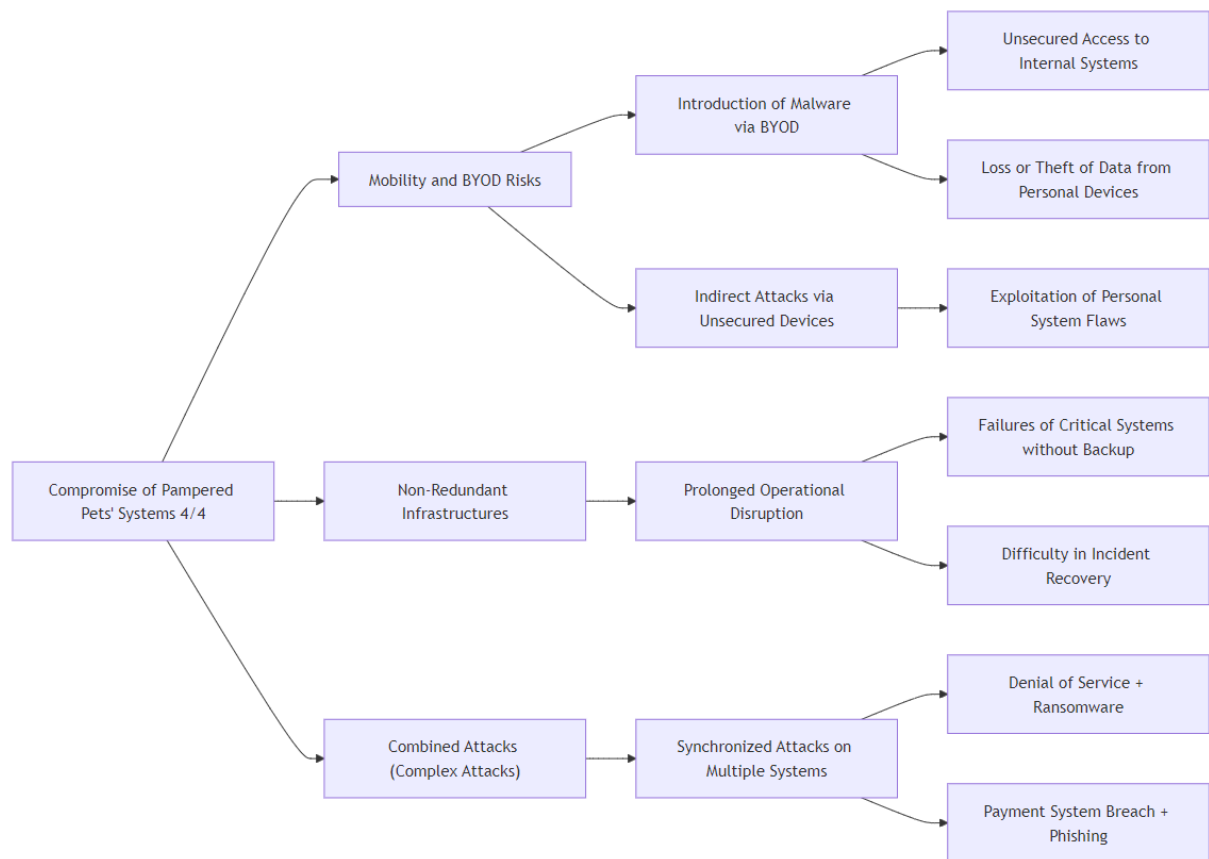 Unsecured Access to
Internal Systems
Introduction of Malware
via BYOD
Mobility and BYOD Risks
Loss or Theft of Data from
Personal Devices
Indirect Attacks via
Unsecured Devices
Exploitation of Personal
System Flaws
Failures of Critical Systems
without Backup
Compromise of Pampered
Pets' Systems 4/4
Non-Redundant
Infrastructures
Prolonged Operational
Disruption
Difficulty in Incident
Recovery
Denial of Service +
Ransomware
Combined Attacks
(Complex Attacks)
Synchronized Attacks on
Multiple Systems
Payment System Breach +
Phishing